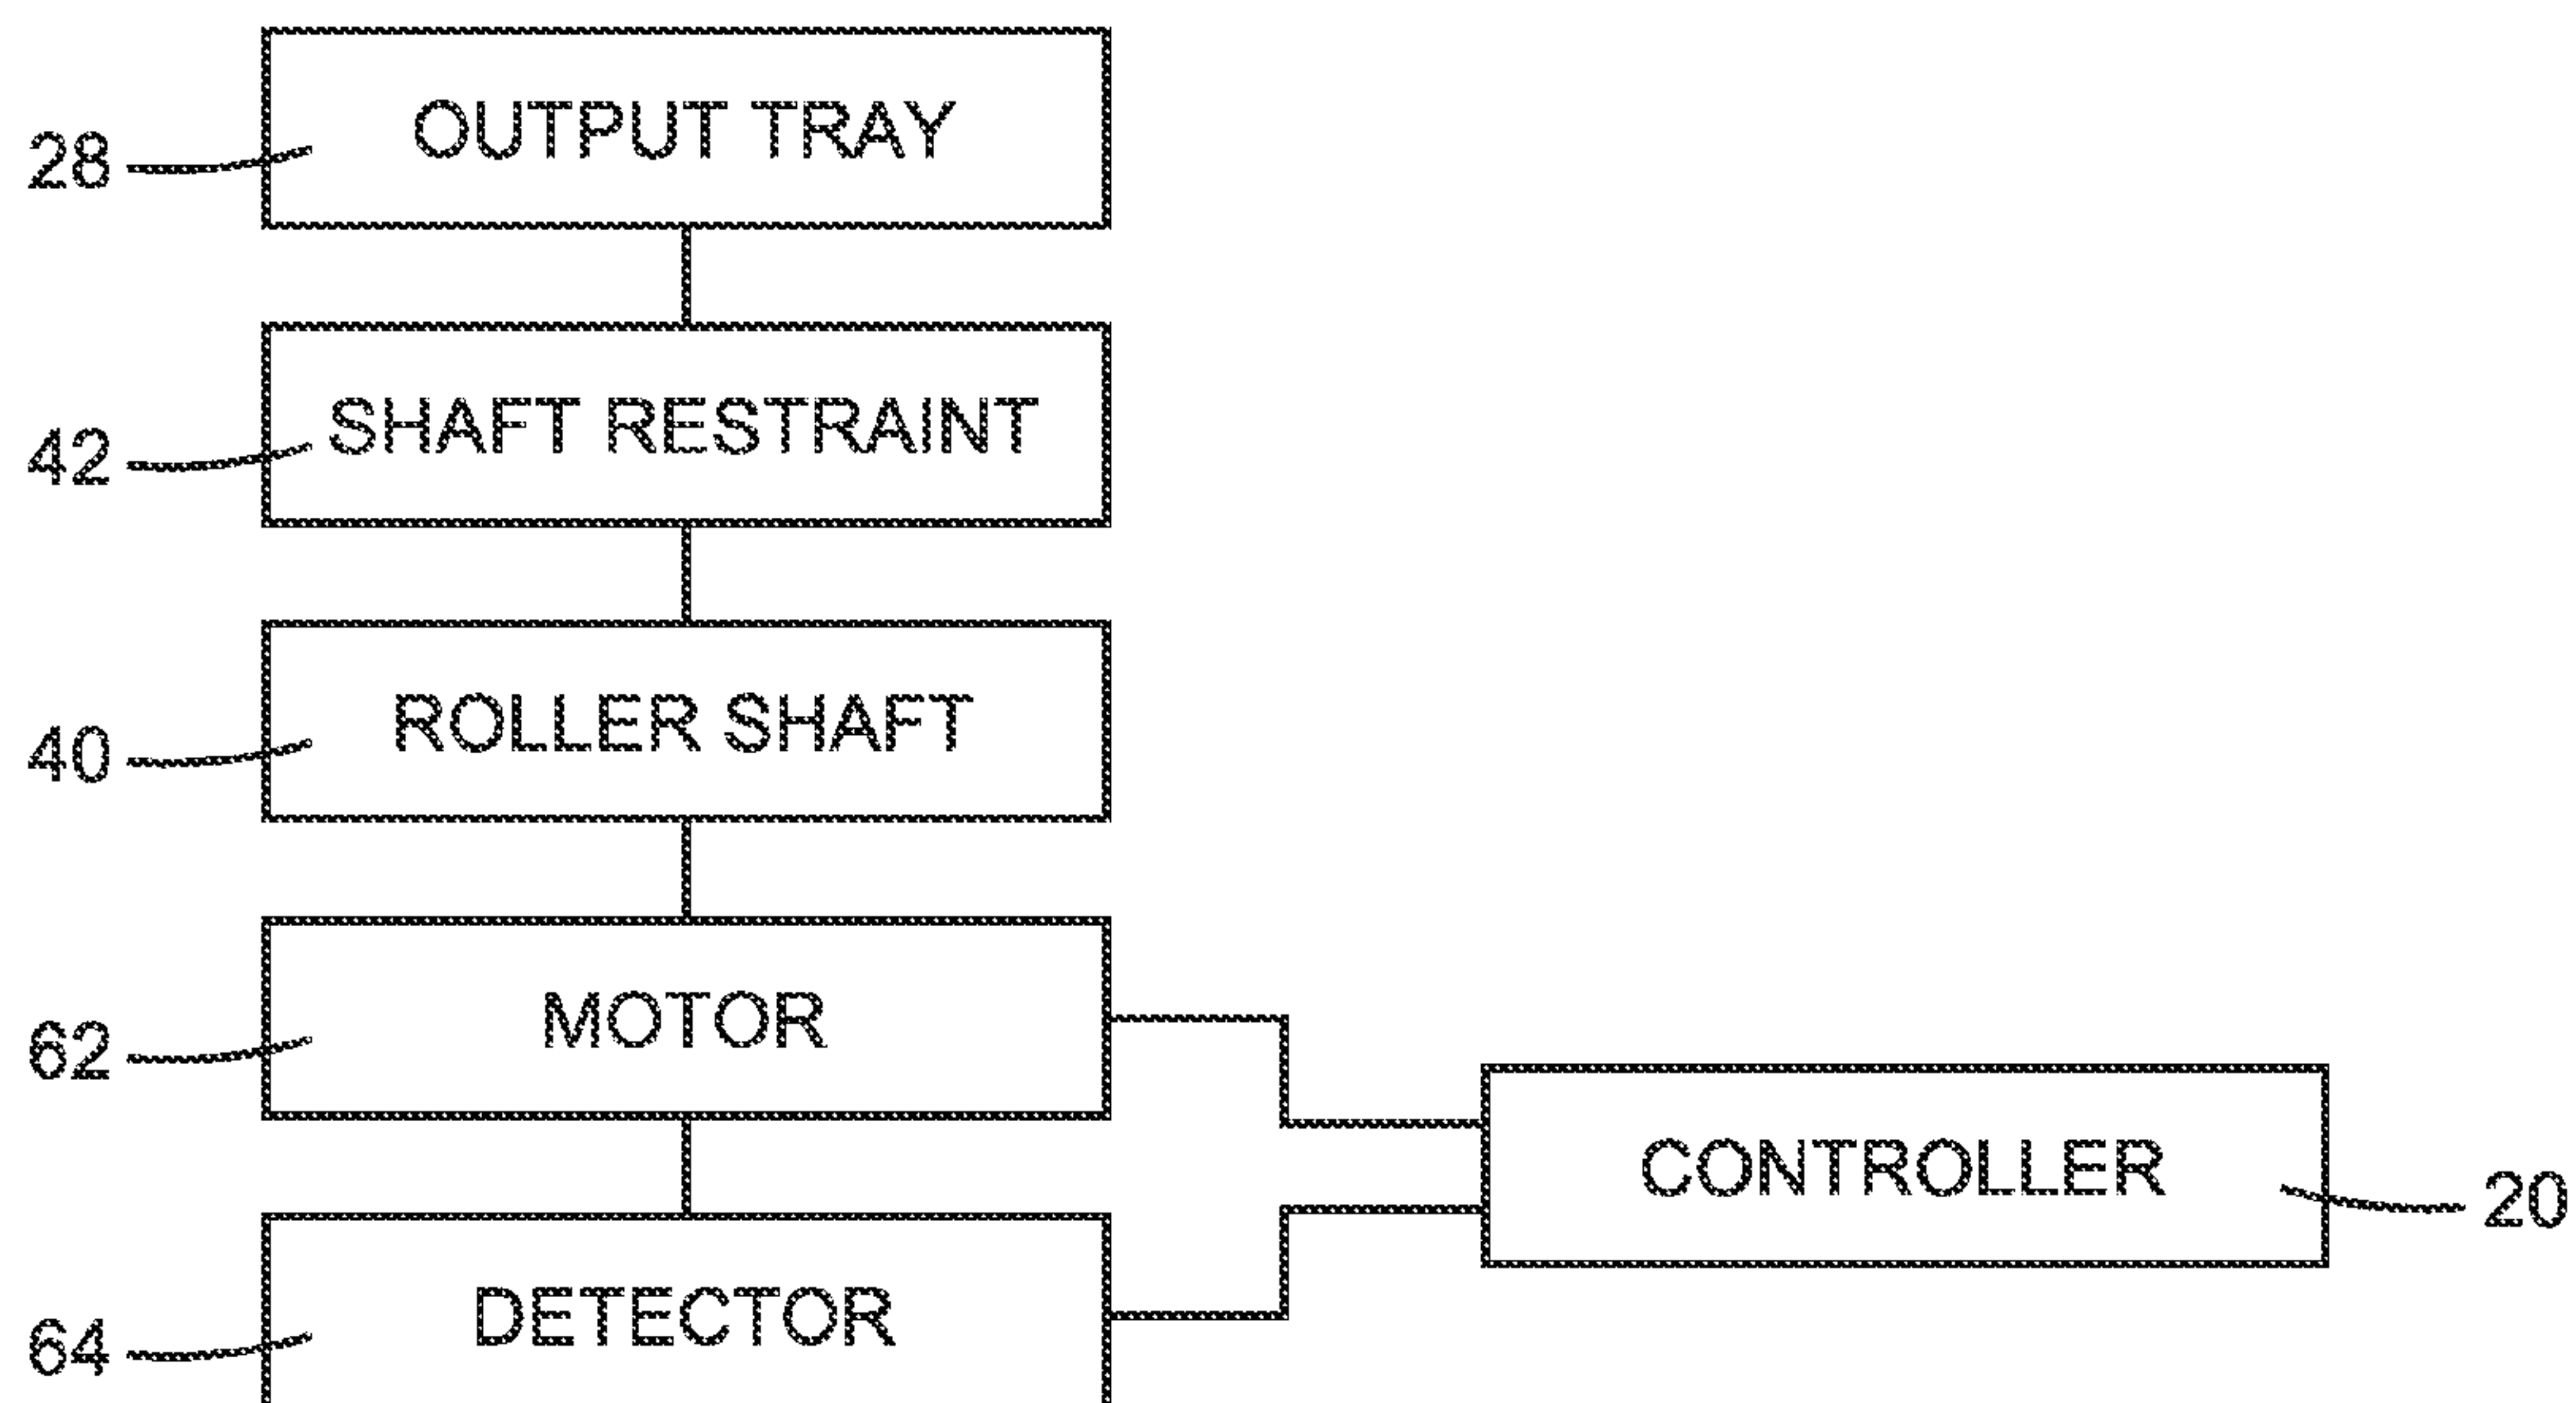 OUTPUT TRAY
28
SHAFT RESTRAINT
42
ROLLER SHAFT
40
MOTOR
62
CONTROLLER
20
DETECTOR
64